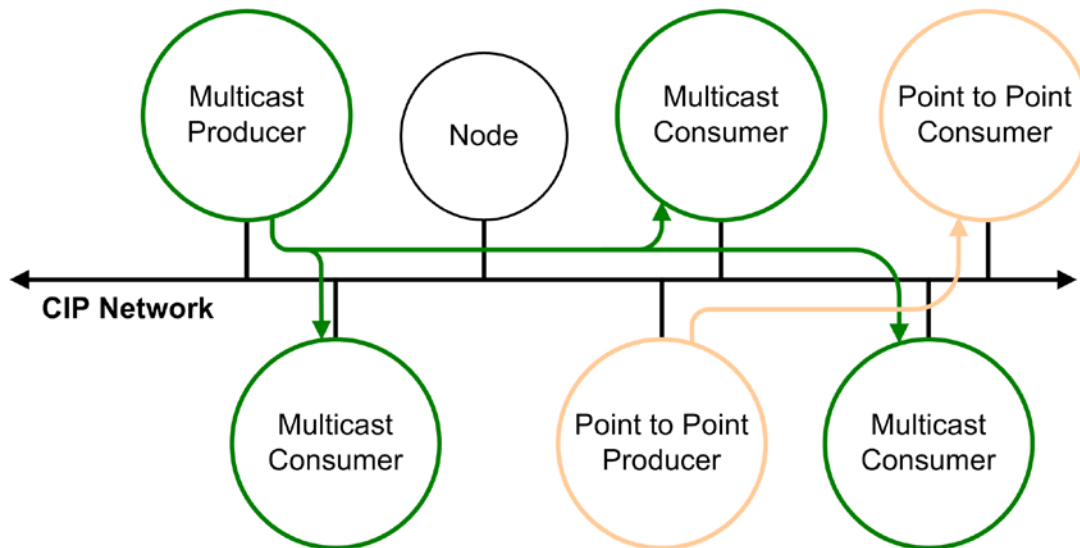 Multicast
Producer
Node
Multicast
Consumer
Point to Point
Consumer
CIP Network
Multicast
Consumer
Point to Point
Producer
Multicast
Consumer